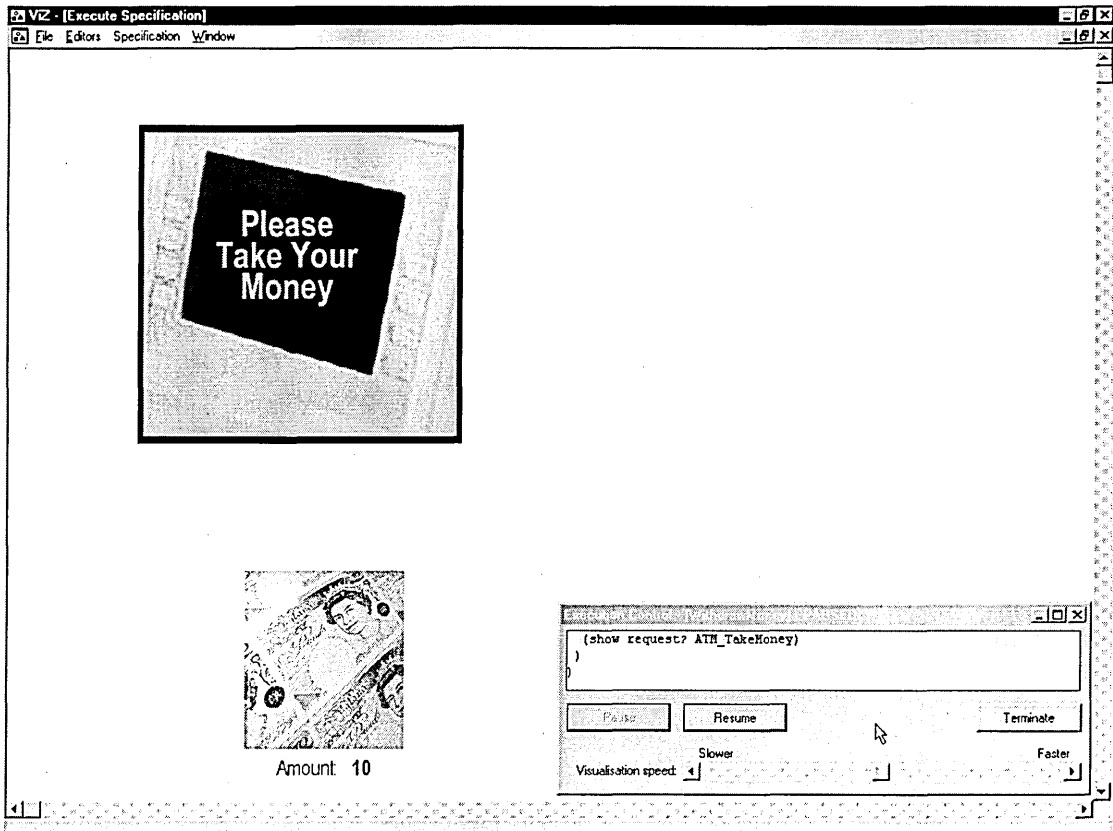 ViZ - [Execute Specification]
File Editors Specification Window
Please
Take Your
Money
Amount: 10
(show request? ATM_TakeMoney)
)
)
Pause Resume Terminate
Slower Faster
Visualisation speed: